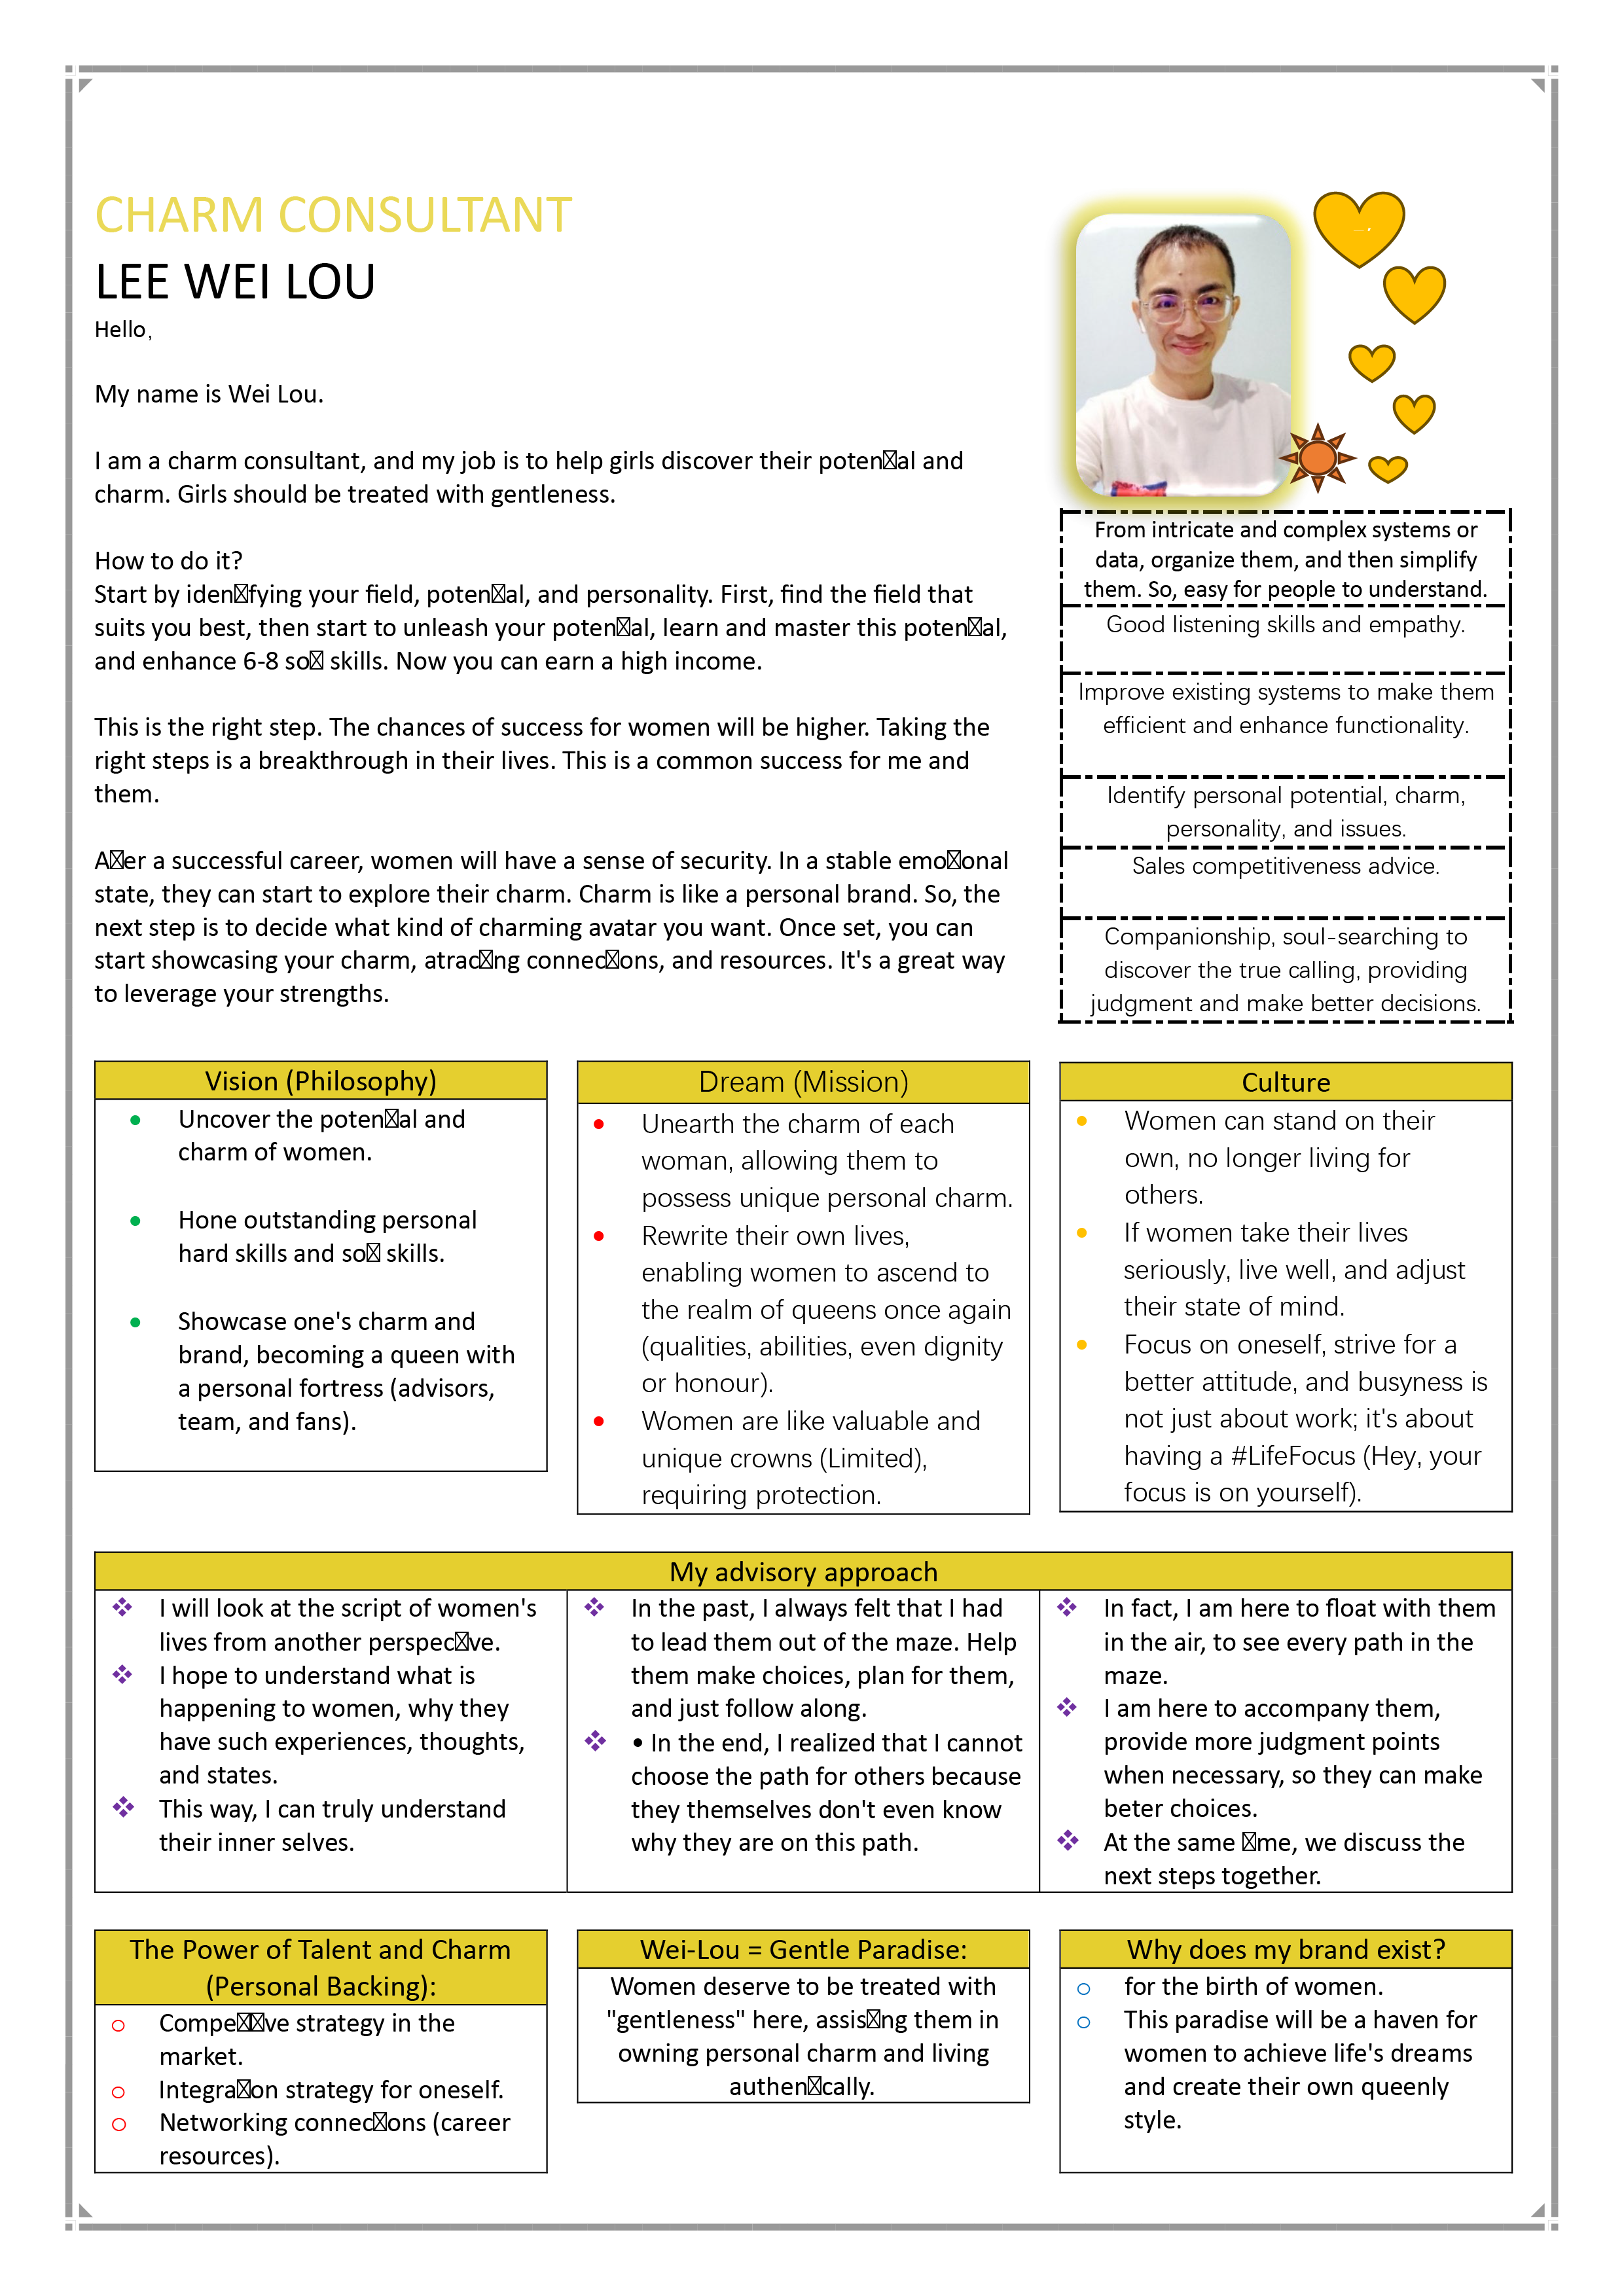 CHARM CONSULTANT
LEE WEI LOU
Hello,
My name is Wei Lou.
I am a charm consultant, and my job is to help girls discover their poten☒al and
charm. Girls should be treated with gentleness.
How to do it?
Start by iden☒fying your field, poten☒al, and personality. First, find the field that
suits you best, then start to unleash your poten☒al, learn and master this poten☒al,
and enhance 6-8 so☒ skills. Now you can earn a high income.
This is the right step. The chances of success for women will be higher. Taking the
right steps is a breakthrough in their lives. This is a common success for me and
them.
A☒er a successful career, women will have a sense of security. In a stable emo☒onal
state, they can start to explore their charm. Charm is like a personal brand. So, the
next step is to decide what kind of charming avatar you want. Once set, you can
start showcasing your charm, atrac☒ng connec☒ons, and resources. It's a great way
to leverage your strengths.
From intricate and complex systems or
data, organize them, and then simplify
them. So, easy for people to understand.
Good listening skills and empathy.
Improve existing systems to make them
efficient and enhance functionality.
Identify personal potential, charm,
personality, and issues.
Sales competitiveness advice.
Companionship, soul-searching to
discover the true calling, providing
judgment and make better decisions.
Vision (Philosophy)
• Uncover the poten☒al and
charm of women.
• Hone outstanding personal
hard skills and so☒ skills.
• Showcase one's charm and
brand, becoming a queen with
a personal fortress (advisors,
team, and fans).
Dream (Mission)
• Unearth the charm of each
woman, allowing them to
possess unique personal charm.
• Rewrite their own lives,
enabling women to ascend to
the realm of queens once again
(qualities, abilities, even dignity
or honour).
• Women are like valuable and
unique crowns (Limited),
requiring protection.
Culture
• Women can stand on their
own, no longer living for
others.
• If women take their lives
seriously, live well, and adjust
their state of mind.
• Focus on oneself, strive for a
better attitude, and busyness is
not just about work; it's about
having a #LifeFocus (Hey, your
focus is on yourself).
My advisory approach
❖ I will look at the script of women's
lives from another perspec☒ve.
❖ I hope to understand what is
happening to women, why they
have such experiences, thoughts,
and states.
❖ This way, I can truly understand
their inner selves.
❖ In the past, I always felt that I had
to lead them out of the maze. Help
them make choices, plan for them,
and just follow along.
❖ • In the end, I realized that I cannot
choose the path for others because
they themselves don't even know
why they are on this path.
❖ In fact, I am here to float with them
in the air, to see every path in the
maze.
❖ I am here to accompany them,
provide more judgment points
when necessary, so they can make
beter choices.
❖ At the same ☒me, we discuss the
next steps together.
The Power of Talent and Charm
(Personal Backing):
o Compe☒☒ve strategy in the
market.
o Integra☒on strategy for oneself.
o Networking connec☒ons (career
resources).
Wei-Lou = Gentle Paradise:
Women deserve to be treated with
"gentleness" here, assis☒ng them in
owning personal charm and living
authen☒cally.
Why does my brand exist?
o for the birth of women.
o This paradise will be a haven for
women to achieve life's dreams
and create their own queenly
style.